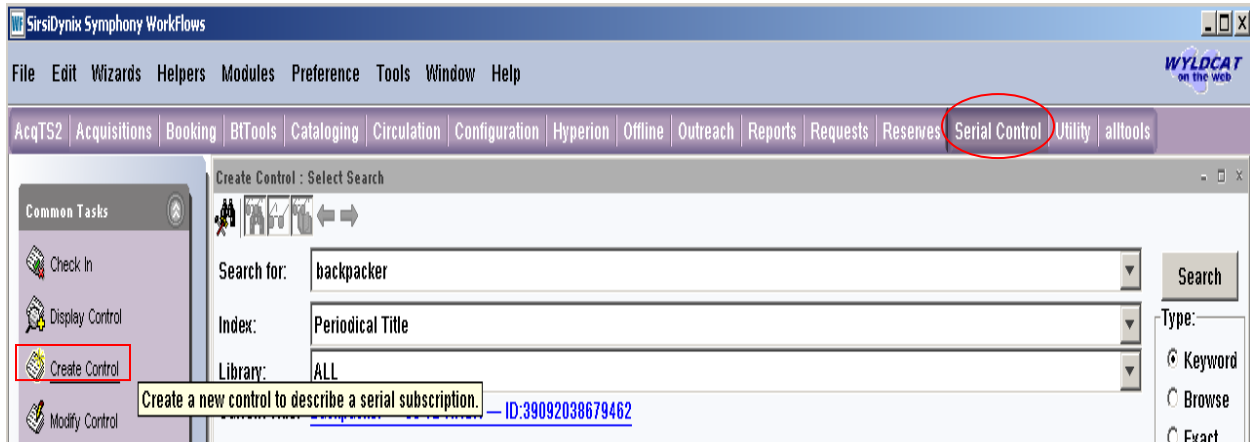 WF SirsiDynix Symphony WorkFlows
File Edit Wizards Helpers Modules Preference Tools Window Help
WYLDCAT
on the web
AcqTS2 Acquisitions Booking BtTools Cataloging Circulation Configuration Hyperion Offline Outreach Reports Requests Reserves Serial Control Utility alltools
Create Control : Select Search
Common Tasks
Check In
Display Control
Create Control
Modify Control
Search for: backpacker
Search
Index: Periodical Title
Type:
Library: ALL
Keyword
Create a new control to describe a serial subscription.
— ID:39092038679462
Browse
Exact